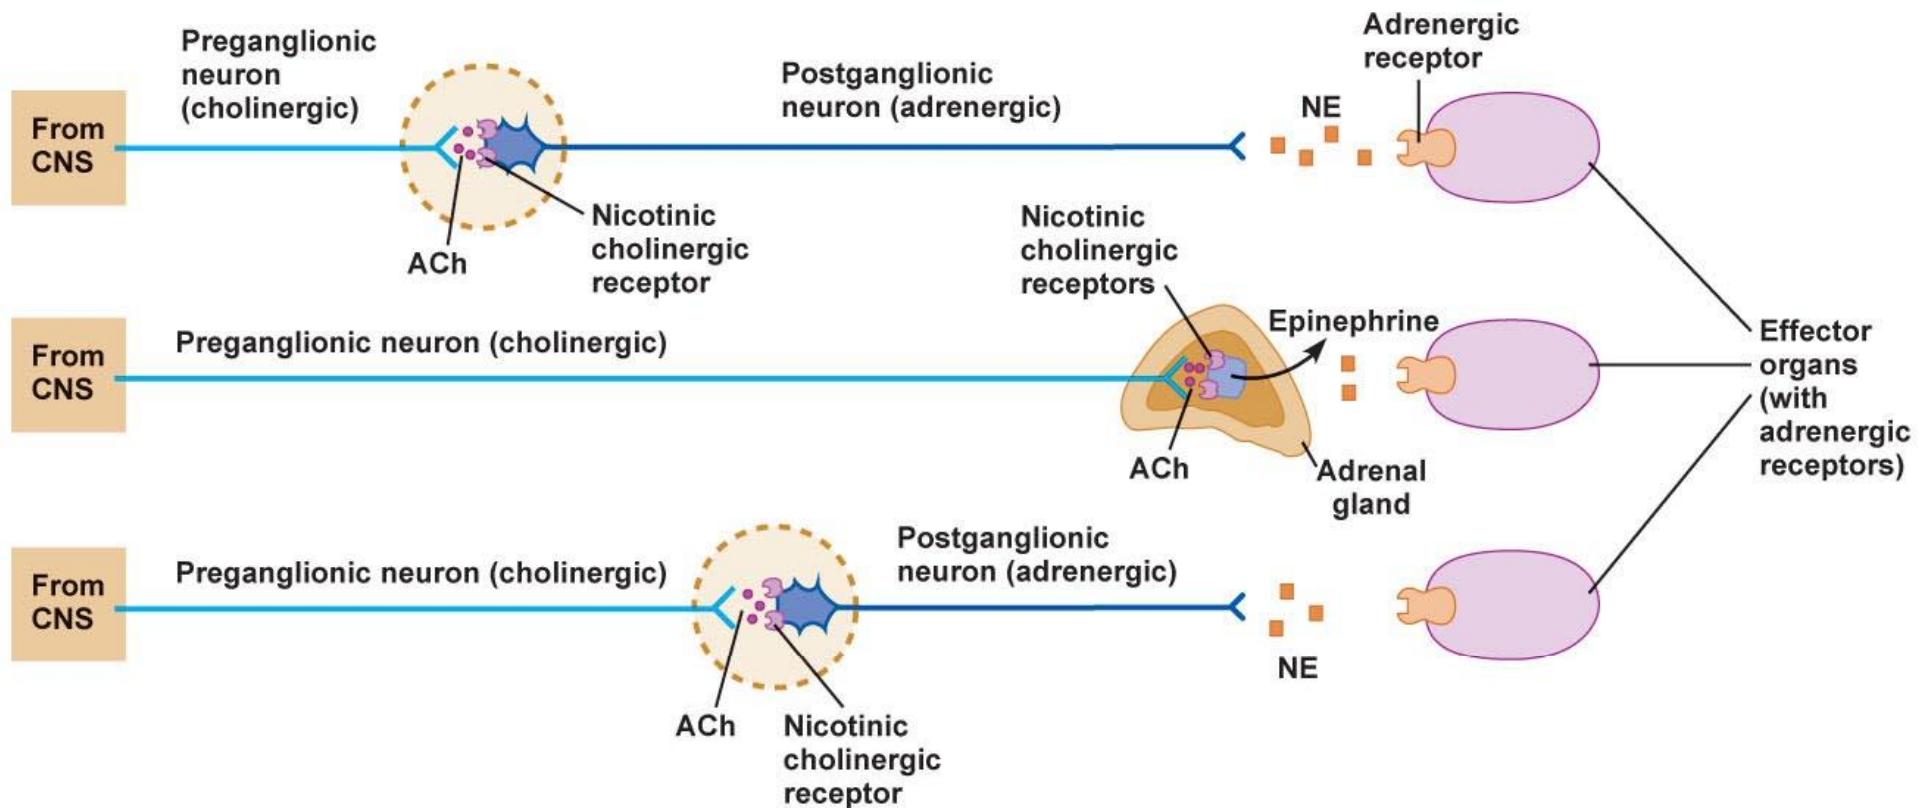 Preganglionic
neuron
(cholinergic)
From
CNS
Postganglionic
neuron (adrenergic)
NE
Adrenergic
receptor
ACh
Nicotinic
cholinergic
receptor
Nicotinic
cholinergic
receptors
From
CNS
Preganglionic neuron (cholinergic)
Epinephrine
ACh
Adrenal
gland
Effector
organs
(with
adrenergic
receptors)
From
CNS
Preganglionic neuron (cholinergic)
Postganglionic
neuron (adrenergic)
NE
ACh
Nicotinic
cholinergic
receptor